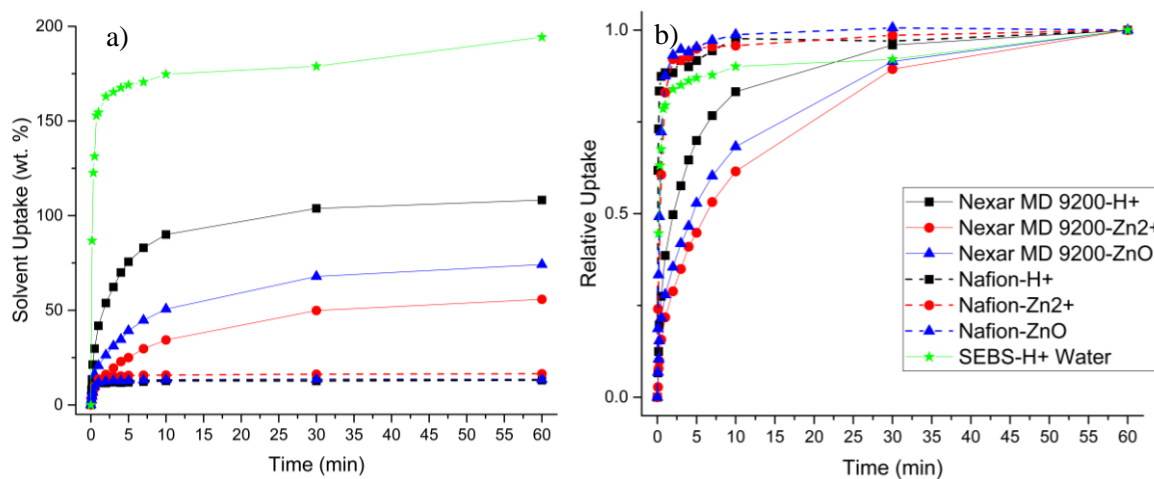 a)
Solvent Uptake (wt. %)
200
150
100
50
0
0 5 10 15 20 25 30 35 40 45 50 55 60
Time (min)
b)
Relative Uptake
1.0
0.5
0.0
0 5 10 15 20 25 30 35 40 45 50 55 60
Time (min)
Nexar MD 9200-H+
Nexar MD 9200-Zn2+
Nexar MD 9200-ZnO
Nafion-H+
Nafion-Zn2+
Nafion-ZnO
SEBS-H+ Water